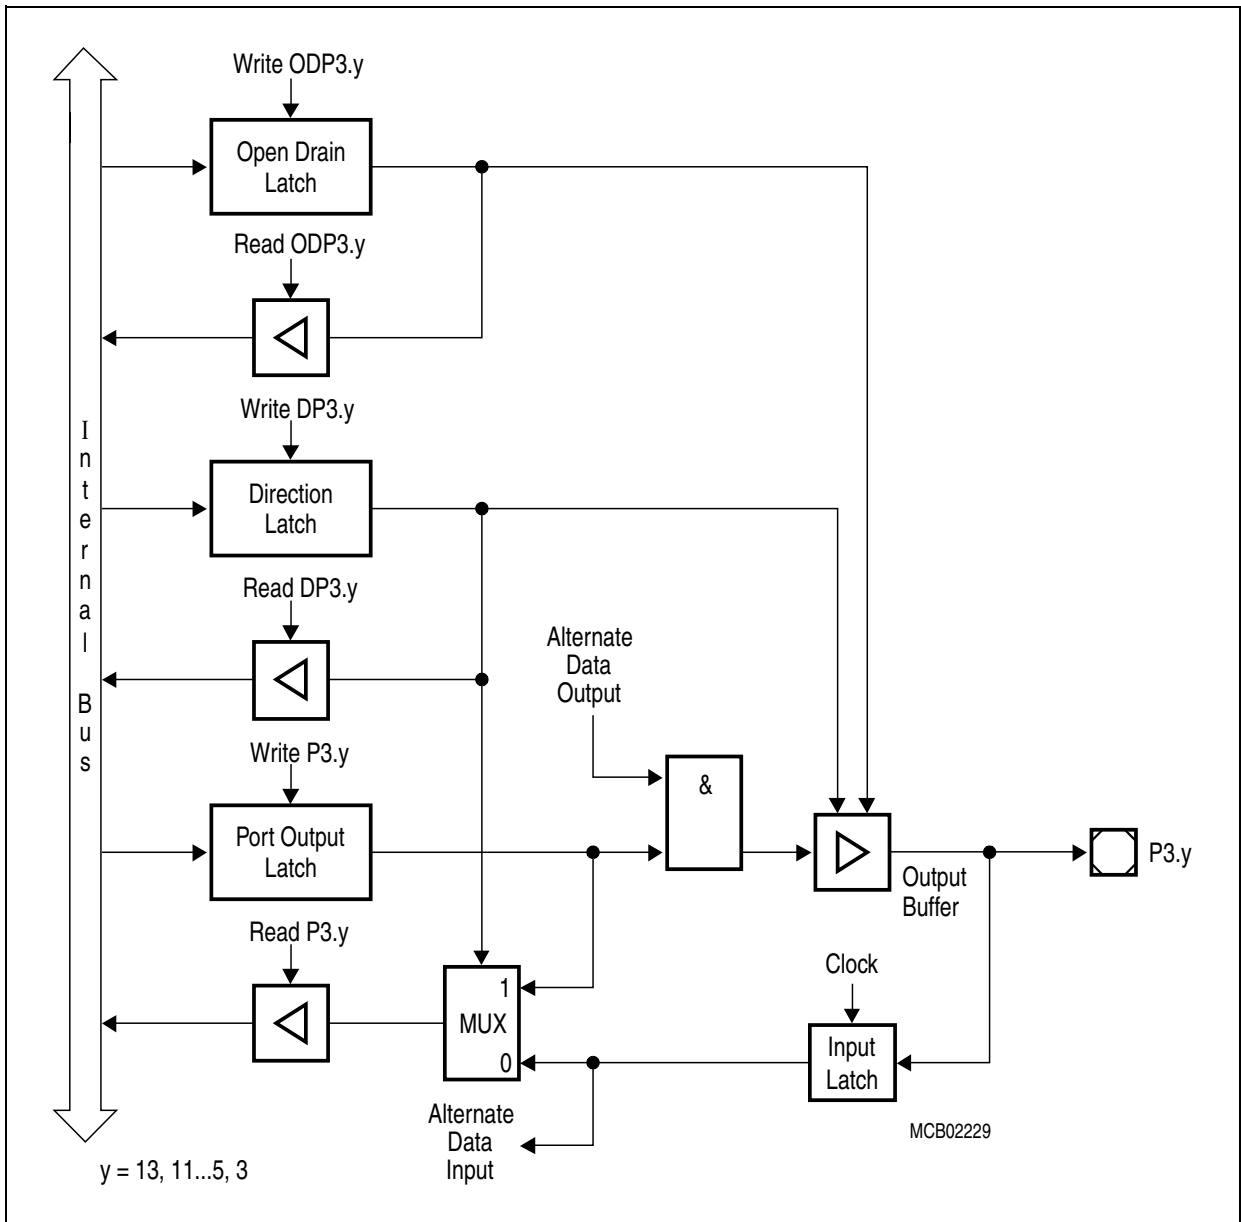 Write ODP3.y
Open Drain
Latch
Read ODP3.y
Write DP3.y
Internal Bus
Direction
Latch
Read DP3.y
Alternate
Data
Output
Write P3.y
&
Port Output
Latch
P3.y
Output
Buffer
Read P3.y
Clock
1
MUX
0
Input
Latch
Alternate
Data
Input
MCB02229
y = 13, 11...5, 3